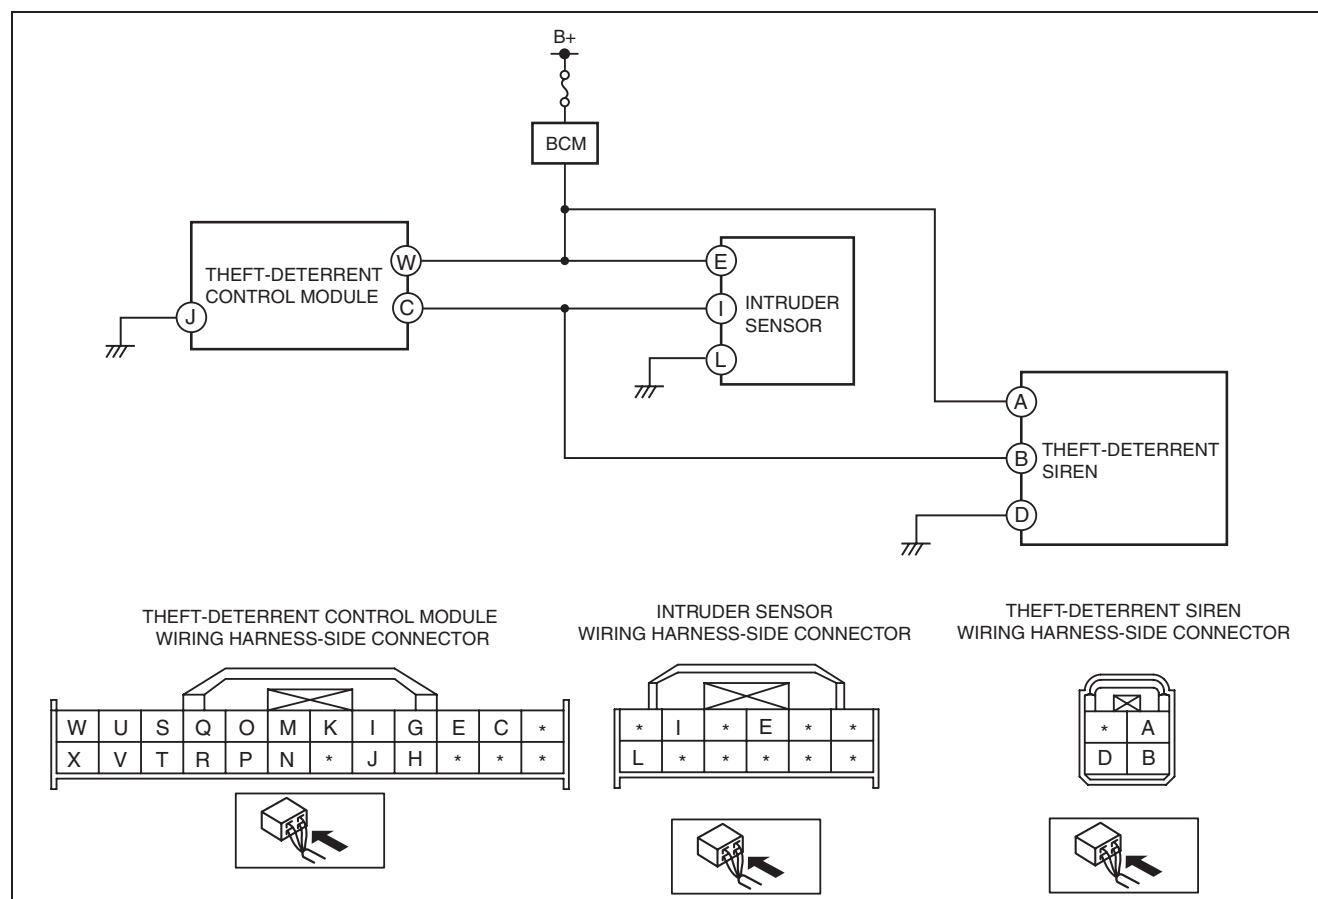 B+
BCM
THEFT-DETERRENT
CONTROL MODULE
W
C
J
E
I
L
INTRUDER
SENSOR
A
B
D
THEFT-DETERRENT
SIREN
THEFT-DETERRENT CONTROL MODULE
WIRING HARNESS-SIDE CONNECTOR
W U S Q O M K I G E C *
X V T R P N * J H * * *
INTRUDER SENSOR
WIRING HARNESS-SIDE CONNECTOR
* I * E * *
L * * * * *
THEFT-DETERRENT SIREN
WIRING HARNESS-SIDE CONNECTOR
* A
D B